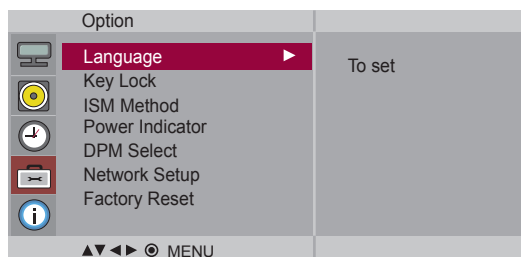 Option
Language ►
To set
Key Lock
ISM Method
Power Indicator
DPM Select
Network Setup
Factory Reset
▲▼◄► ◉ MENU